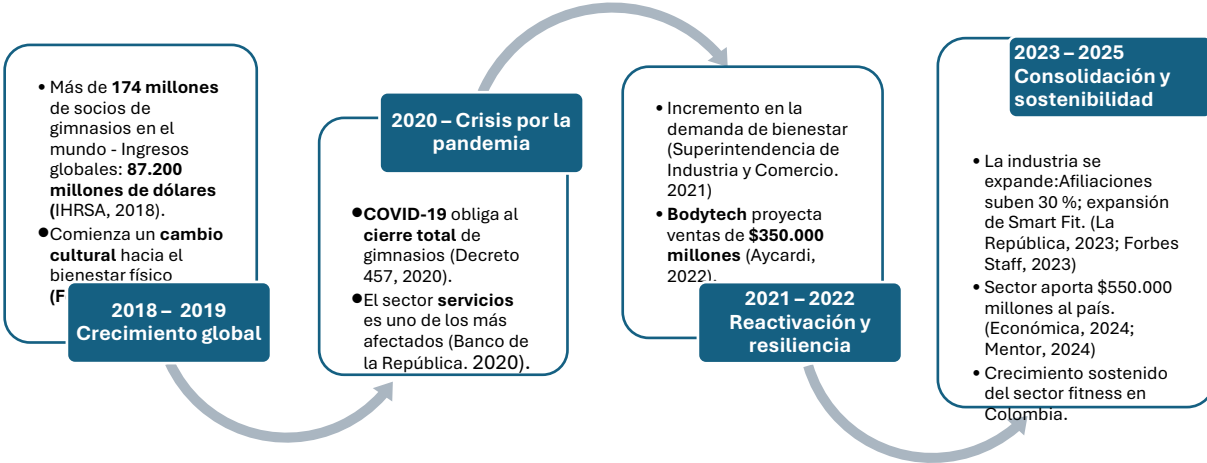 • Más de 174 millones
de socios de
gimnasios en el
mundo - Ingresos
globales: 87.200
millones de dólares
(IHRSA, 2018).
●Comienza un cambio
cultural hacia el
bienestar físico
2018 – 2019
Crecimiento global
2020 – Crisis por la
pandemia
●COVID-19 obliga al
cierre total de
gimnasios (Decreto
457, 2020).
●El sector servicios
es uno de los más
afectados (Banco de
la República. 2020).
• Incremento en la
demanda de bienestar
(Superintendencia de
Industria y Comercio.
2021)
• Bodytech proyecta
ventas de $350.000
millones (Aycardi,
2022).
2021 – 2022
Reactivación y
resiliencia
2023 – 2025
Consolidación y
sostenibilidad
• La industria se
expande:Afiliaciones
suben 30 %; expansión
de Smart Fit. (La
República, 2023; Forbes
Staff, 2023)
• Sector aporta $550.000
millones al país.
(Económica, 2024;
Mentor, 2024)
• Crecimiento sostenido
del sector fitness en
Colombia.